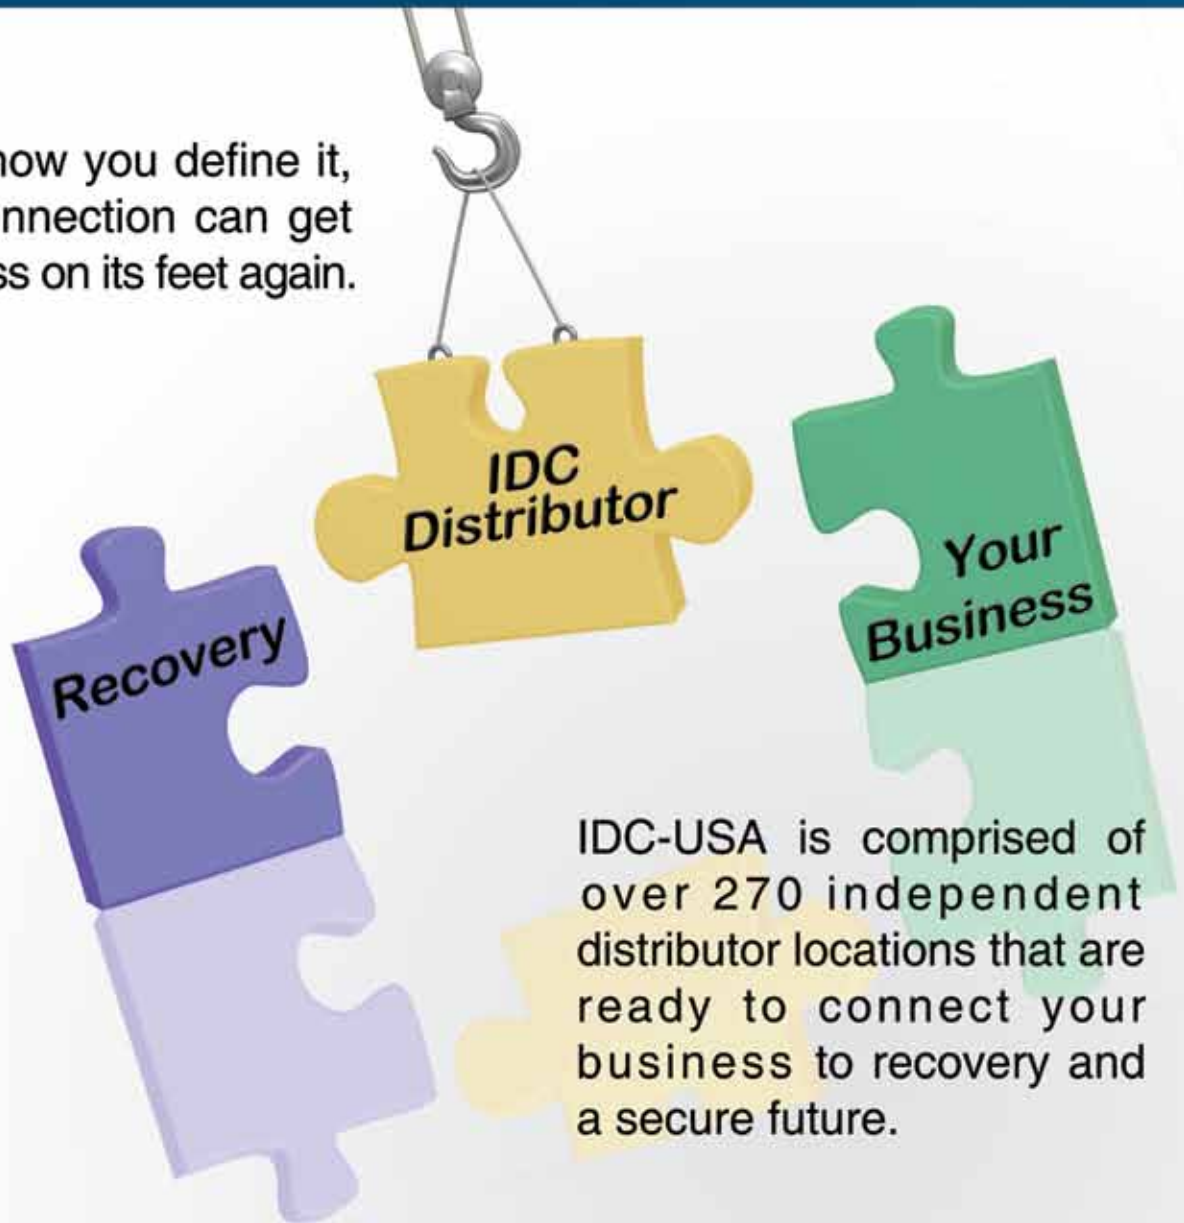 how you define it,
nnection can get
ss on its feet again.
IDC
Distributor
Your
Business
Recovery
IDC-USA is comprised of
over 270 independent
distributor locations that are
ready to connect your
business to recovery and
a secure future.